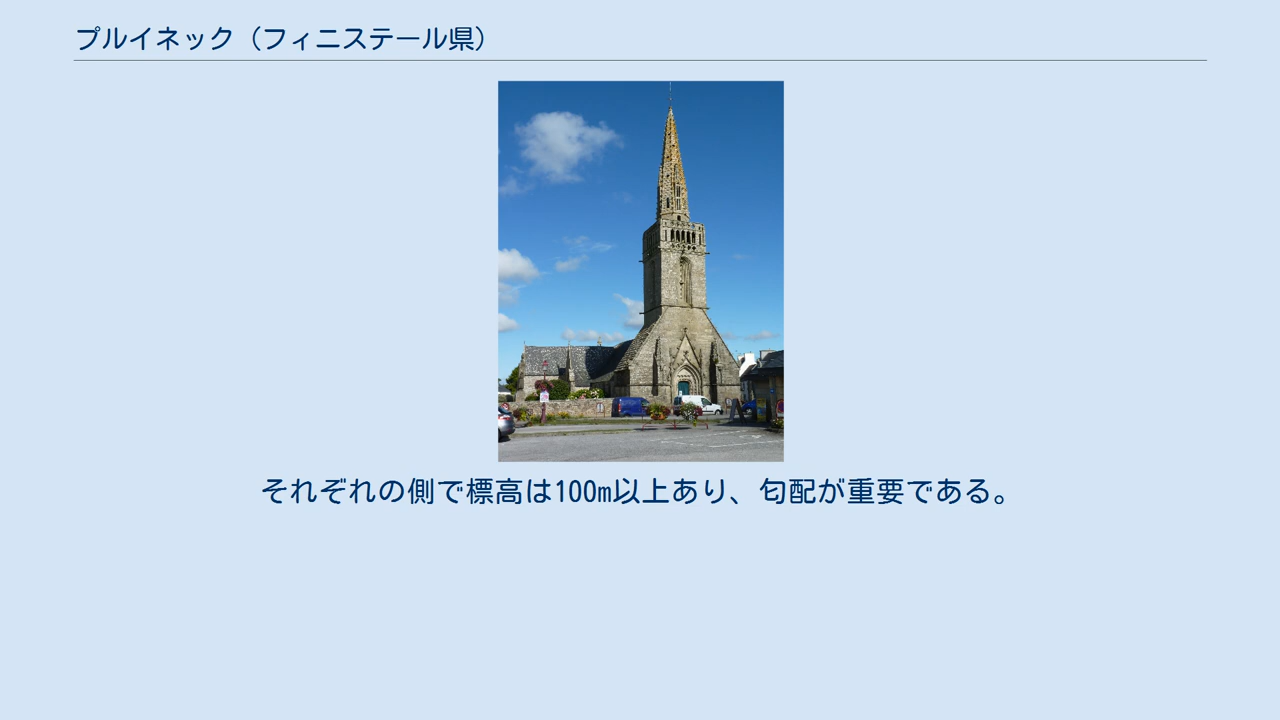 プルイネック（フィニステール県）
それぞれの側で標高は100m以上あり、匂配が重要である。